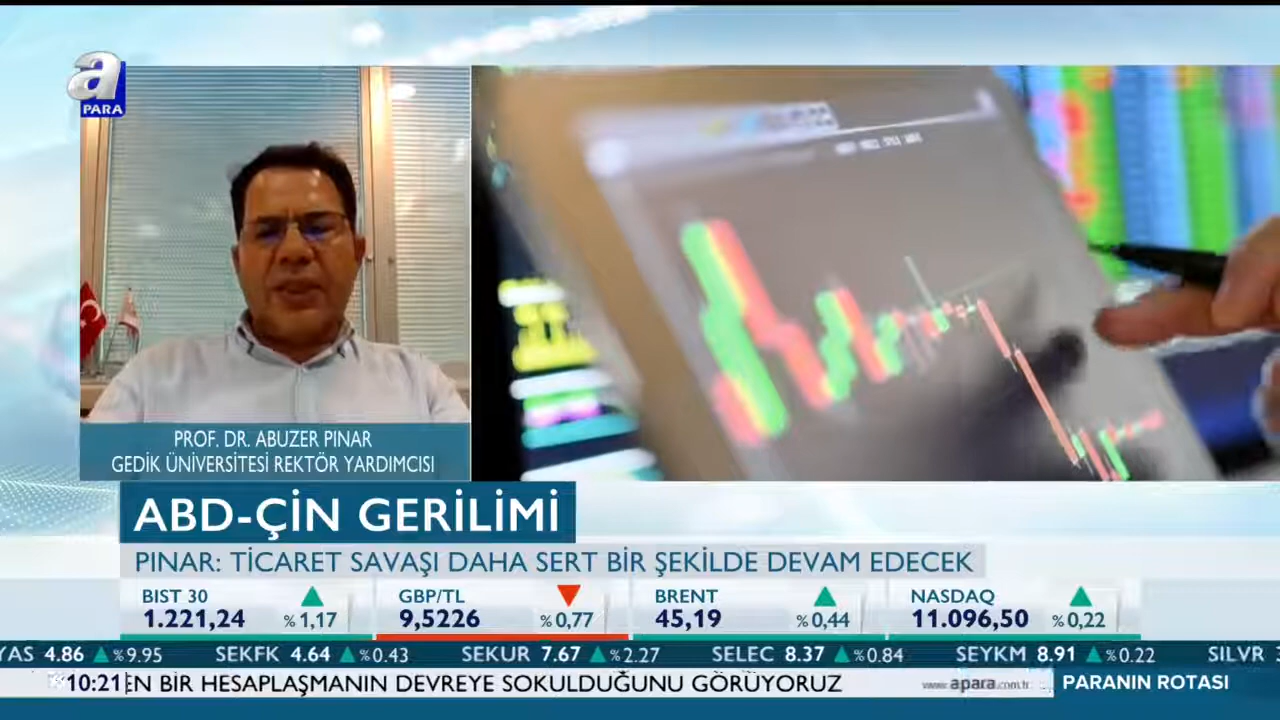 a
PARA
PROF. DR. ABUZER PINAR
GEDİK ÜNİVERSİTESİ REKTÖR YARDIMCISI
ABD-ÇİN GERİLİMİ
PINAR: TİCARET SAVAŞI DAHA SERT BİR ŞEKİLDE DEVAM EDECEK
BIST 30 1.221,24 %1,17
GBP/TL 9,5226 %0,77
BRENT 45,19 %0,44
NASDAQ 11.096,50 %0,22
YAS 4.86 %9.95 SEKFK 4.64 %0.43 SEKUR 7.67 %2.27 SELEC 8.37 %0.84 SEYKM 8.91 %0.22 SILVR 3
10:21 EN BİR HESAPLAŞMANIN DEVREYE SOKULDUĞUNU GÖRÜYORUZ www.apara.com.tr PARANIN ROTASI